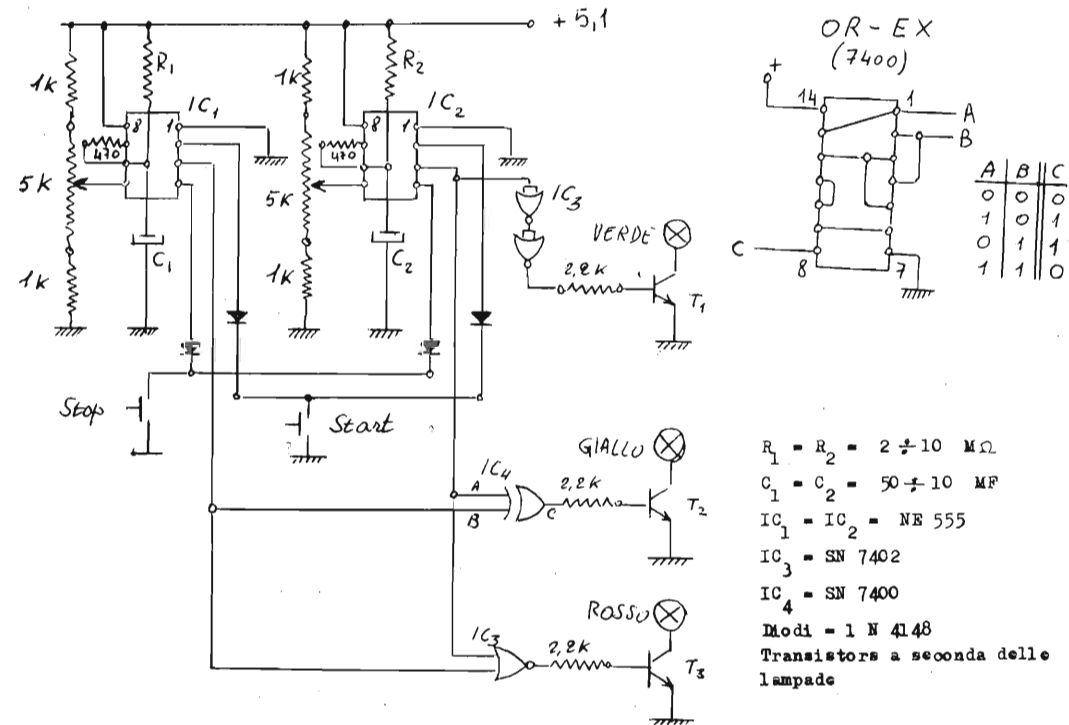 + 5,1
1K
R1
IC1
8 1
470
5K
C1
1K
1K
R2
IC2
8 1
470
5K
C2
1K
IC3
VERDE
2,2K
T1
Stop
Start
GIALLO
IC4
A
B
C
2,2K
T2
ROSSO
IC3
2,2K
T3
OR-EX
(7400)
+
14 1
A
B
C
8 7
A B C
0 0 0
1 0 1
0 1 1
1 1 0
R1 = R2 = 2 ÷ 10 MΩ
C1 = C2 = 50 ÷ 10 MF
IC1 = IC2 = NE 555
IC3 = SN 7402
IC4 = SN 7400
Diodi = 1 N 4148
Transistors a seconda delle
lampade